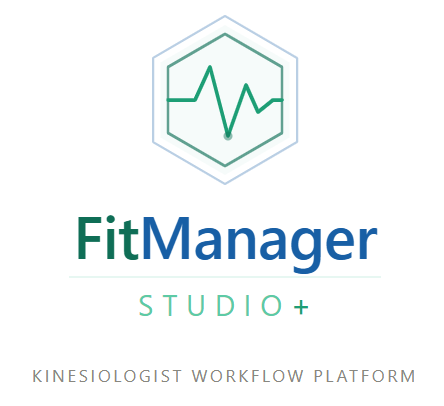 FitManager
STUDIO+
KINESIOLOGIST WORKFLOW PLATFORM